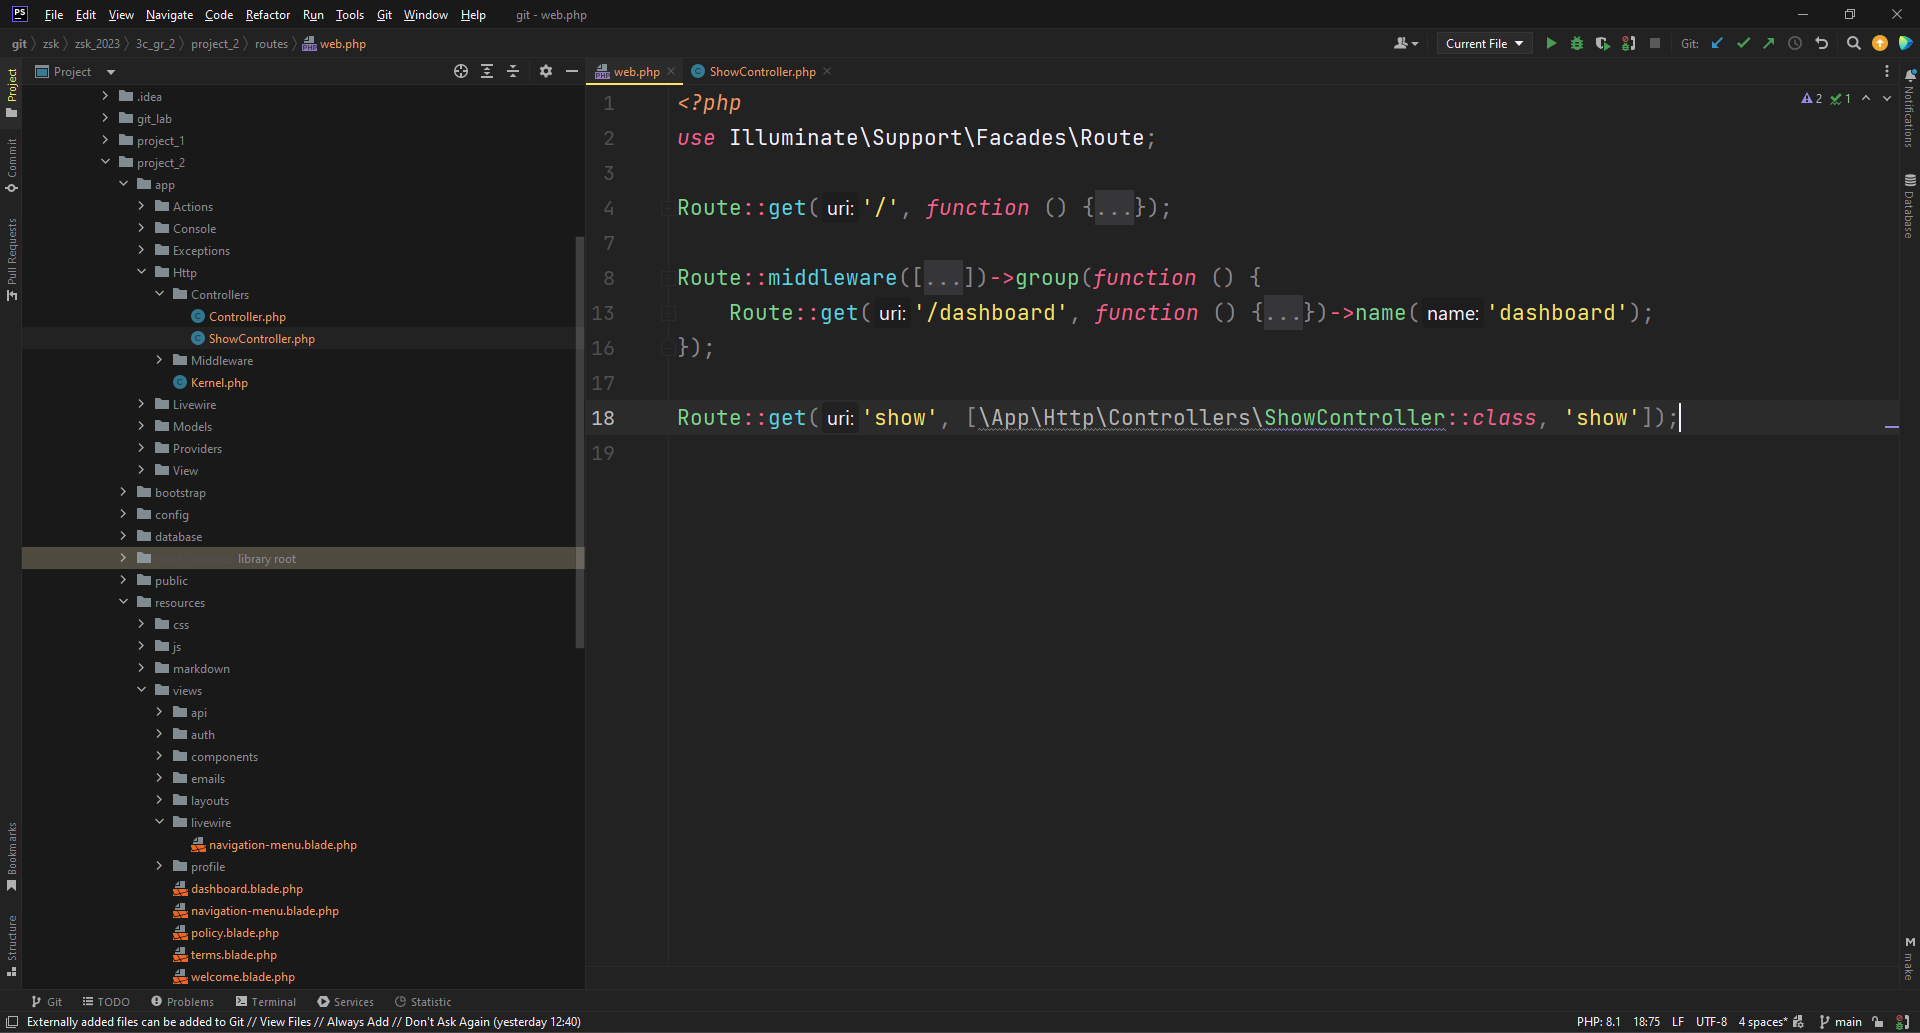 PS File Edit View Navigate Code Refactor Run Tools Git Window Help git - web.php
git zsk zsk_2023 3c_gr_2 project_2 routes web.php Current File Git:
Project
web.php ShowController.php
.idea
git_lab
project_1
project_2
app
Actions
Console
Exceptions
Http
Controllers
Controller.php
ShowController.php
Middleware
Kernel.php
Livewire
Models
Providers
View
bootstrap
config
database
library root
public
resources
css
js
markdown
views
api
auth
components
emails
layouts
livewire
navigation-menu.blade.php
profile
dashboard.blade.php
navigation-menu.blade.php
policy.blade.php
terms.blade.php
welcome.blade.php
1 <?php
2 use Illuminate\Support\Facades\Route;
3
4 Route::get( uri: '/', function () {...});
7
8 Route::middleware([...])->group(function () {
13 Route::get( uri: '/dashboard', function () {...})->name( name: 'dashboard');
16 });
17
18 Route::get( uri: 'show', [\App\Http\Controllers\ShowController::class, 'show']);
19
2 1
Project
Commit
Pull Requests
Bookmarks
Structure
Notifications
Database
M make
Git TODO Problems Terminal Services Statistic
Externally added files can be added to Git // View Files // Always Add // Don't Ask Again (yesterday 12:40) PHP: 8.1 18:75 LF UTF-8 4 spaces* main